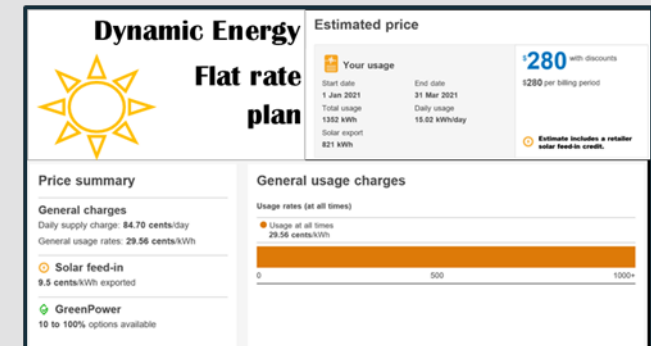 Dynamic Energy
Flat rate
plan
Estimated price
Your usage
Start date
End date
1 Jan 2021
31 Mar 2021
Total usage
Daily usage
1352 kWh
15.02 kWh/day
Solar export
821 kWh
$280 with discounts
$280 per billing period
Estimate includes a retailer
solar feed-in credit.
Price summary
General charges
Daily supply charge: 84.70 cents/day
General usage rates: 29.56 cents/kWh
Solar feed-in
9.5 cents/kWh exported
GreenPower
10 to 100% options available
General usage charges
Usage rates (at all times)
Usage at all times
29.56 cents/kWh
0
500
1000+